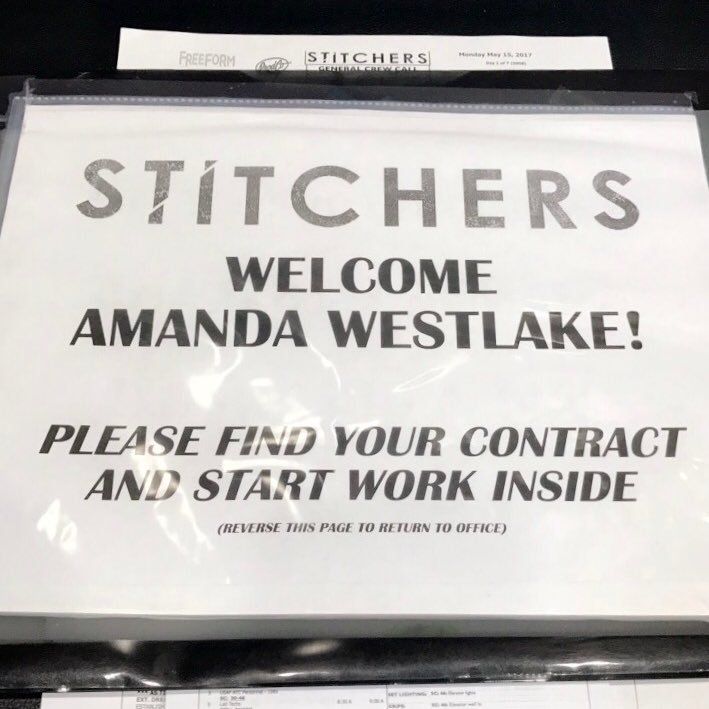 FREEFORM STITCHERS Monday May 15, 2017
GENERAL CREW CALL
STITCHERS
WELCOME
AMANDA WESTLAKE!
PLEASE FIND YOUR CONTRACT
AND START WORK INSIDE
(REVERSE THIS PAGE TO RETURN TO OFFICE)